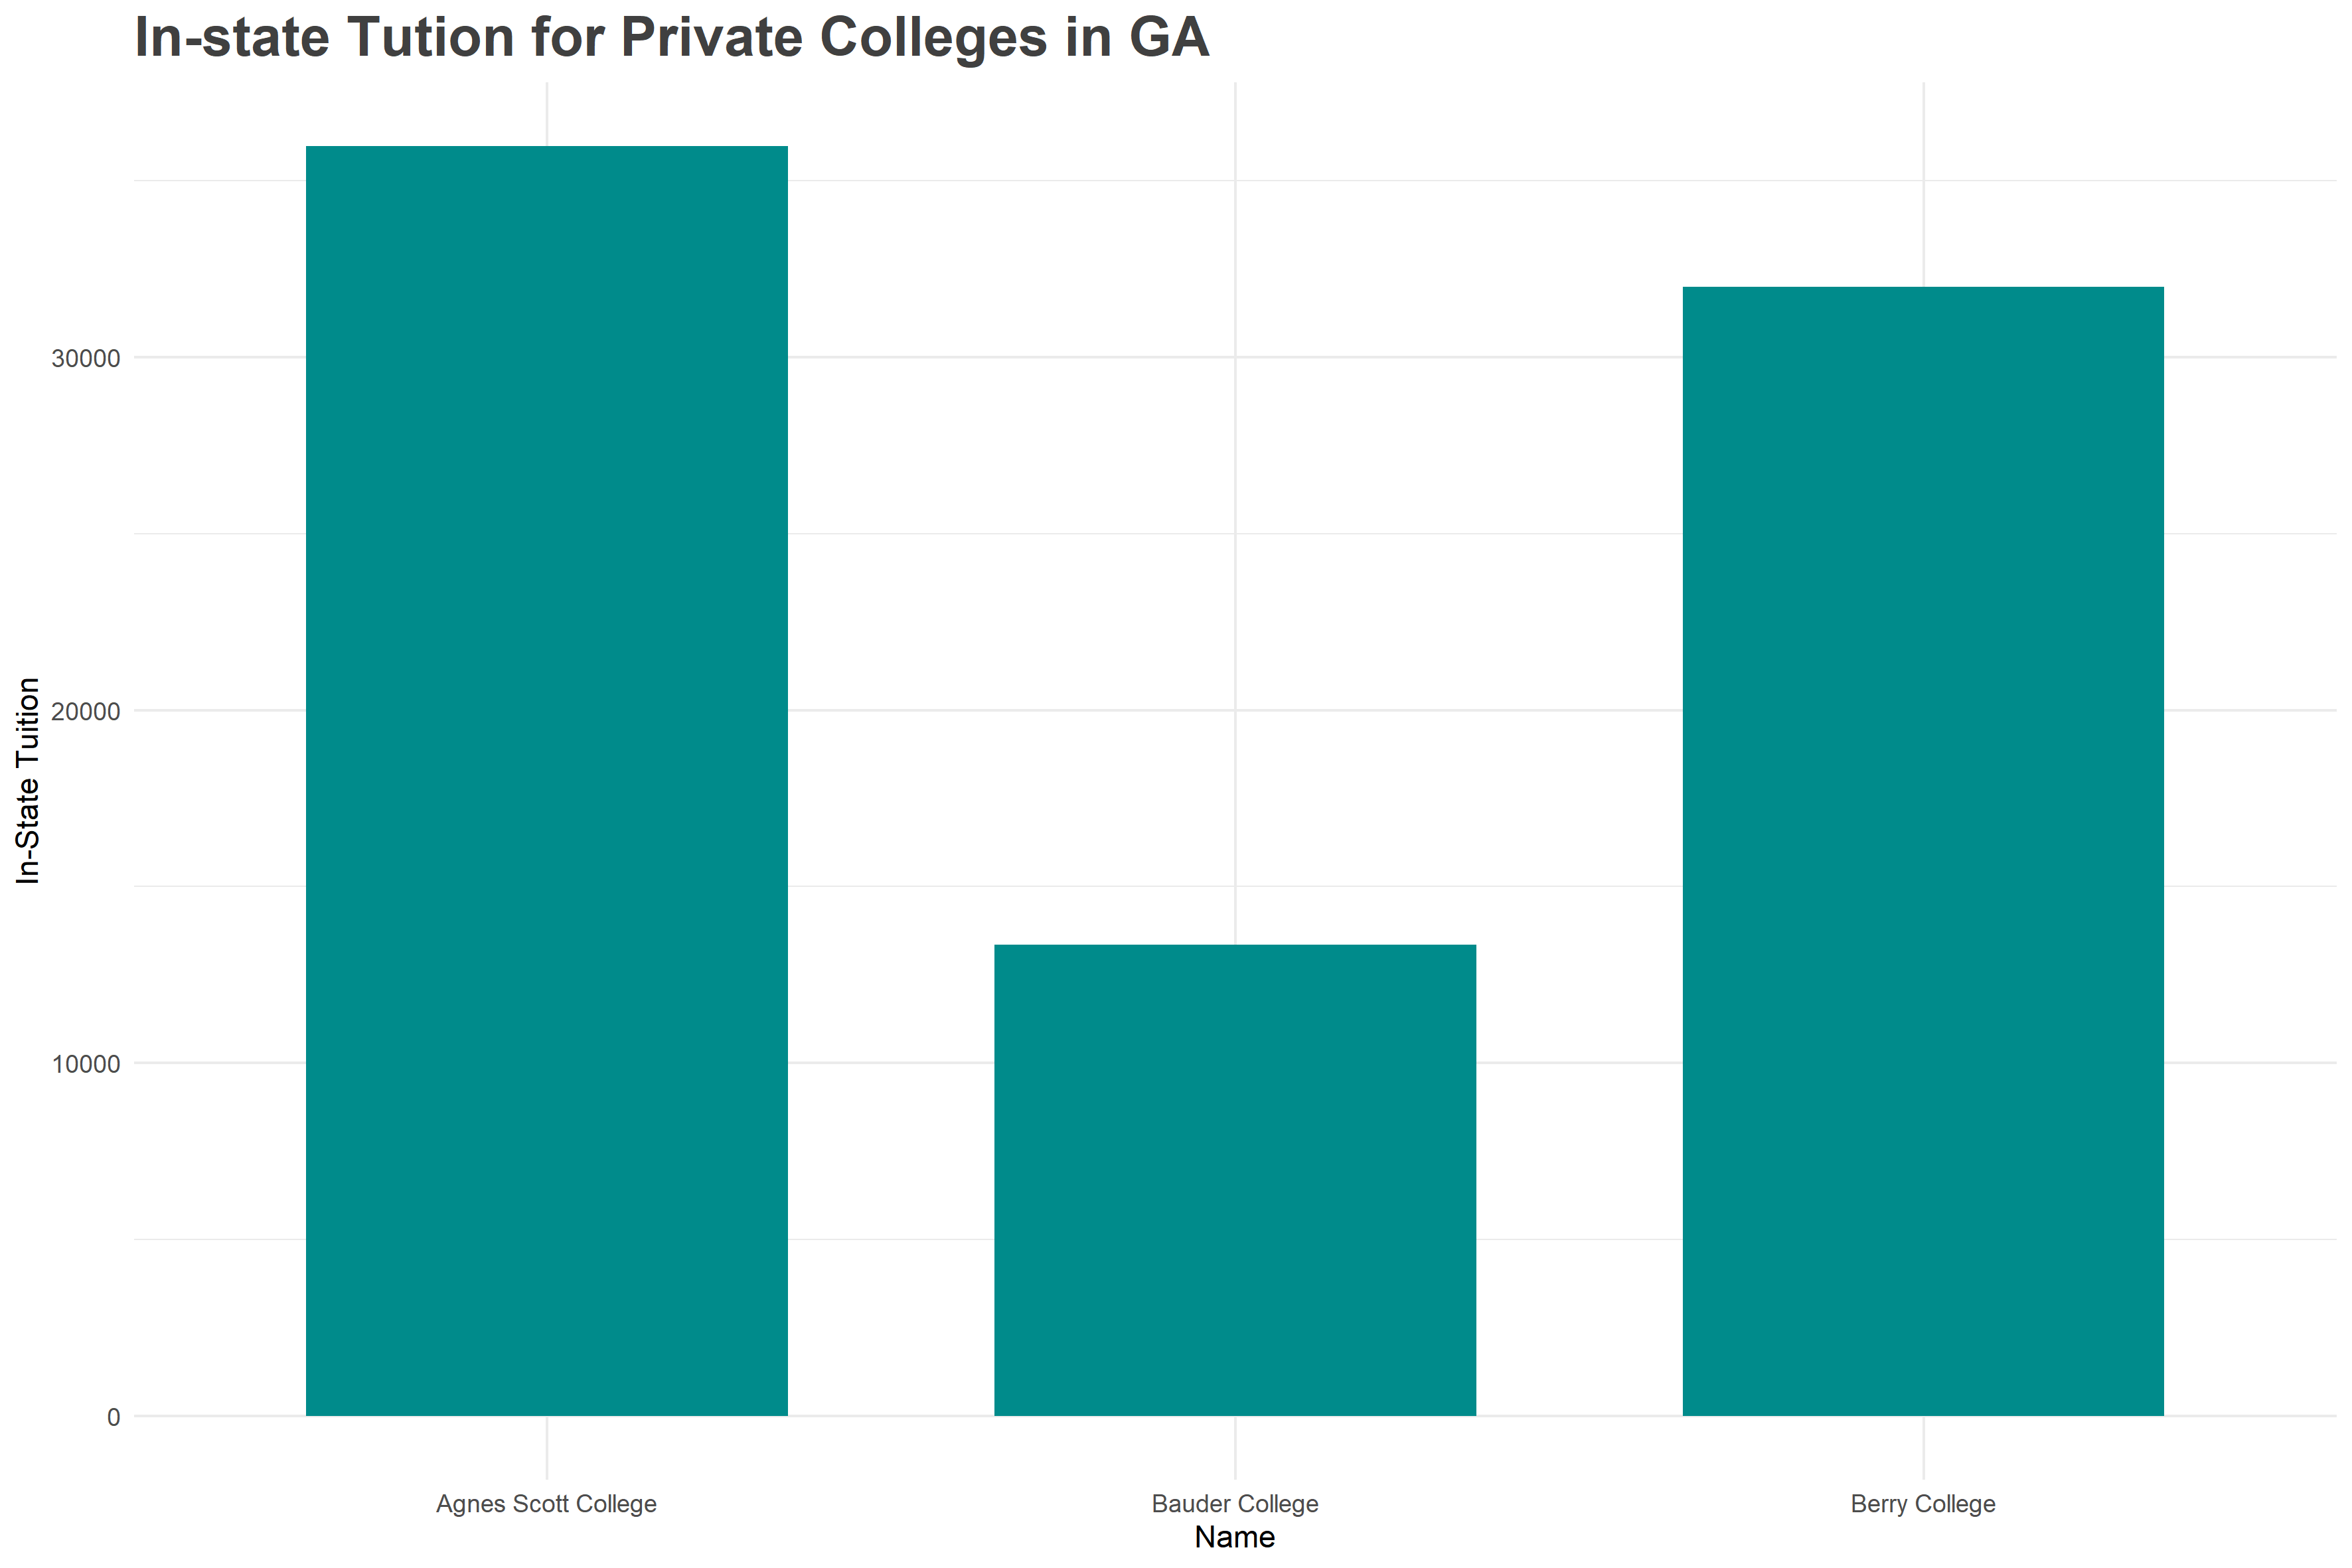 In-state Tution for Private Colleges in GA
In-State Tuition
30000
20000
10000
0
Agnes Scott College
Bauder College
Berry College
Name